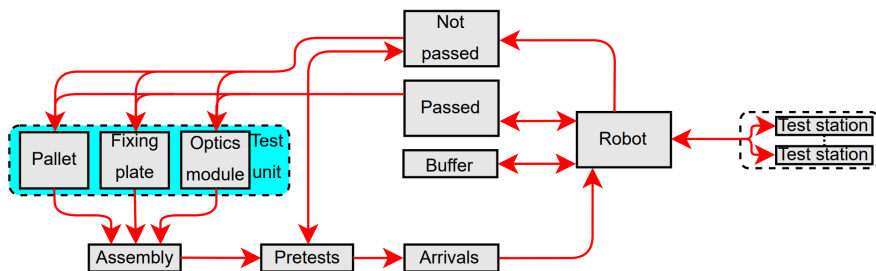 Not
passed
Passed
Buffer
Robot
Test station
Test station
Pallet
Fixing
plate
Optics
module
Test
unit
Assembly
Pretests
Arrivals